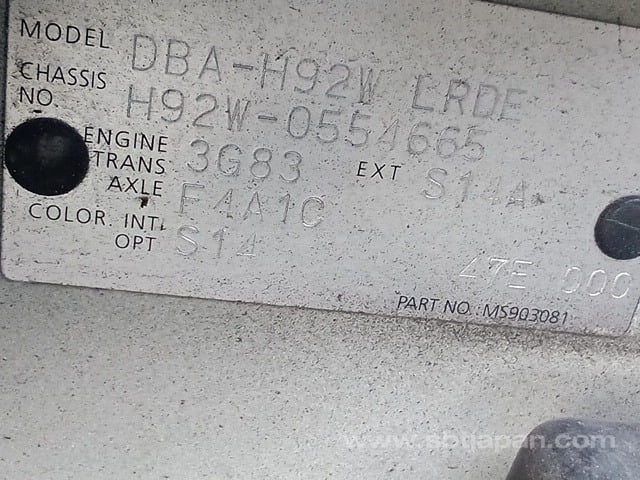 MODEL DBA-H92W LRDE
CHASSIS NO. H92W-0554665
ENGINE 3G83 EXT S14A
TRANS AXLE F4A1C
COLOR. INT. OPT S14
47E 000
PART NO. MS903081
www.sbtjapan.com